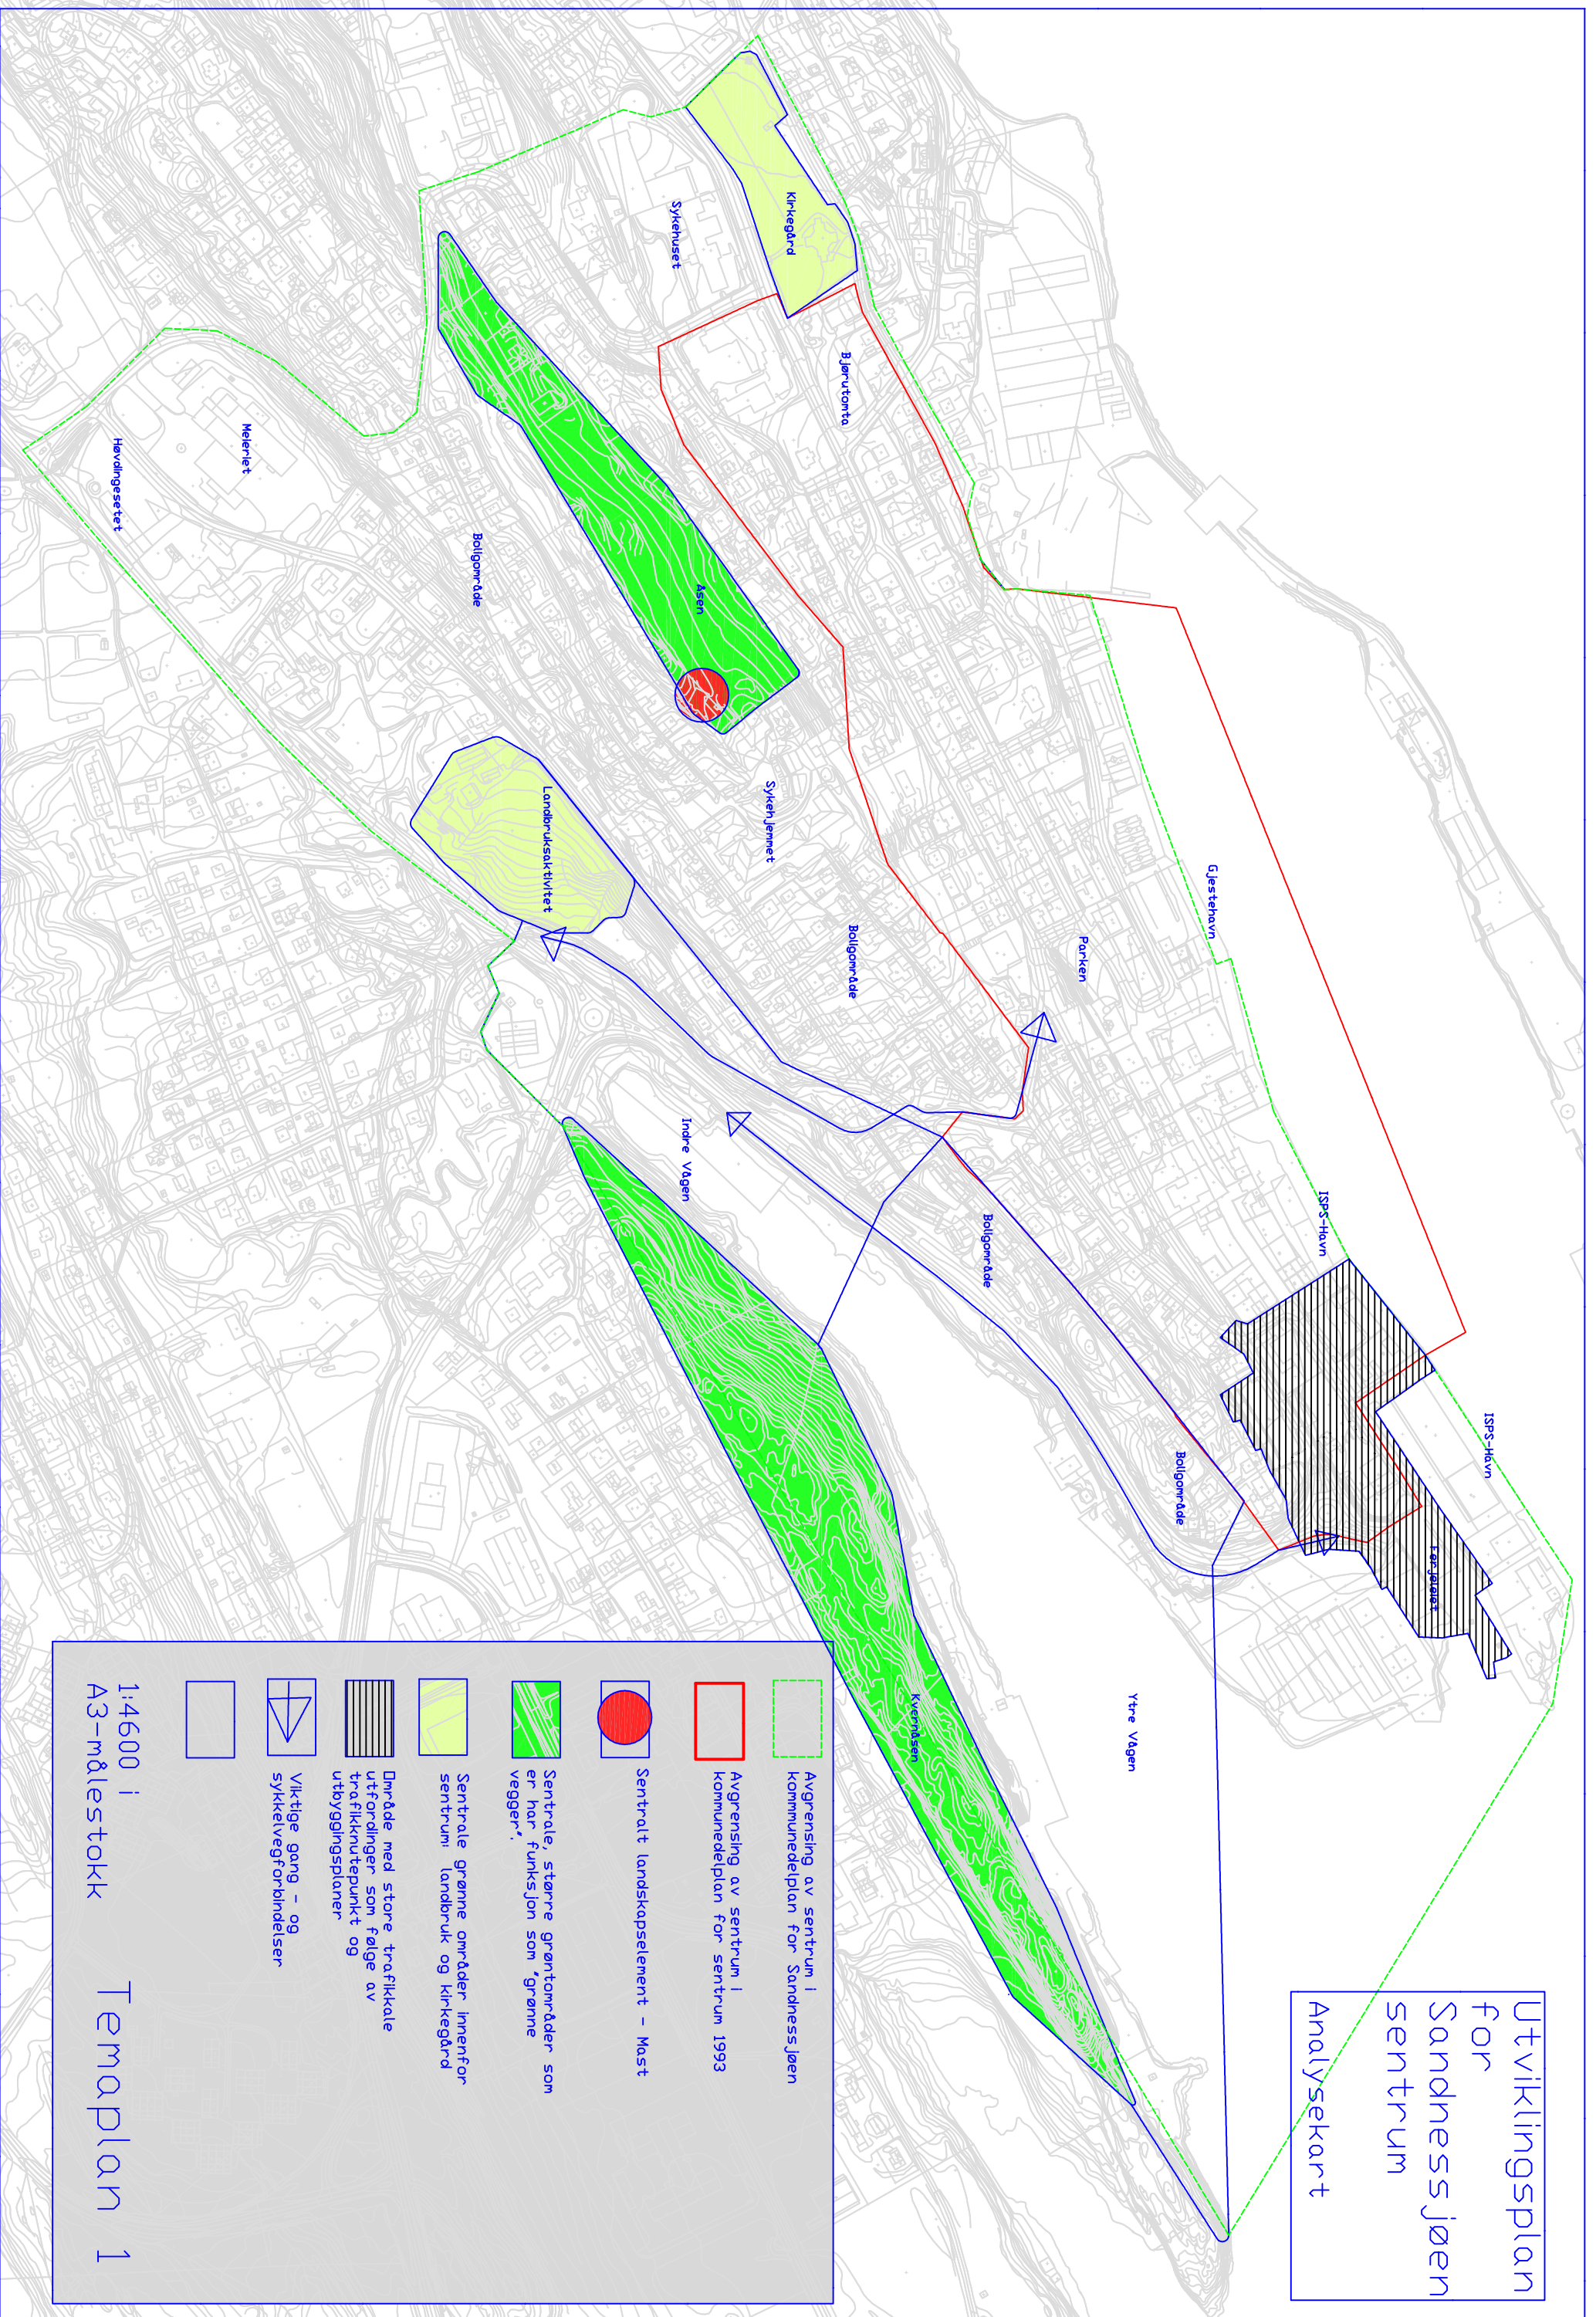 Utviklingsplan
for
Sandnessjøen
sentrum
Analysekart
Kirkegård
Sykehuset
Bjørutomta
Meieriet
Høvdingesetet
Boligområde
Åsen
Landbruksaktivitet
Sykehjemmet
Boligområde
Parken
Gjestehavn
Indre Vågen
Boligområde
ISPS-Havn
ISPS-Havn
Boligområde
Ferjeleiet
Kvernåsen
Ytre Vågen
Avgrensing av sentrum i
kommmunedelplan for Sandnessjøen
Avgrensing av sentrum i
kommunedelplan for sentrum 1993
Sentralt landskapselement - Mast
Sentrale, større grøntområder som
er har funksjon som "grønne
vegger".
Sentrale grønne områder innenfor
sentrum: landbruk og kirkegård
Område med store trafikkale
utfordinger som følge av
trafikknutepunkt og
utbyggingsplaner
Viktige gang - og
sykkelvegforbindelser
1:4600 i
A3-målestokk
Temaplan 1